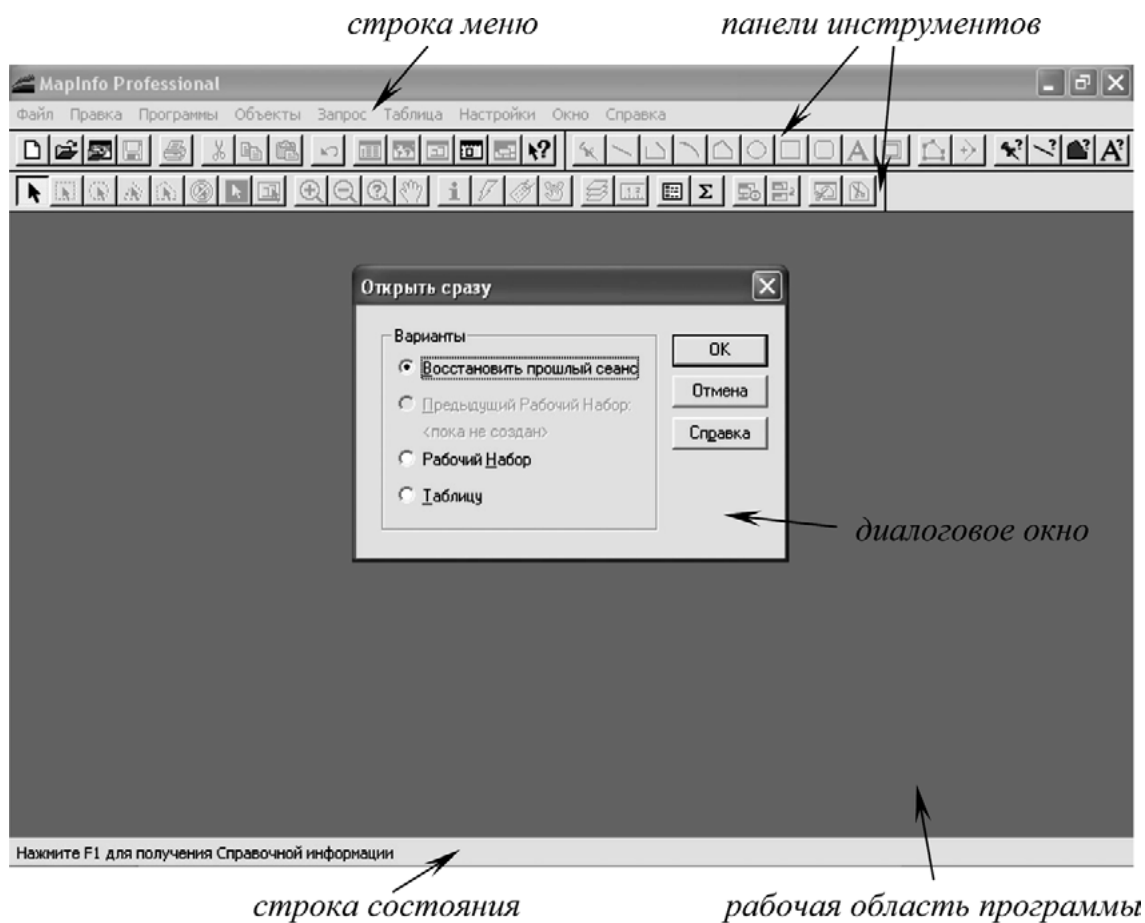 строка меню
панели инструментов
MapInfo Professional
Файл Правка Программы Объекты Запрос Таблица Настройки Окно Справка
Открыть сразу
Варианты
Восстановить прошлый сеанс
Предыдущий Рабочий Набор:
<пока не создан>
Рабочий Набор
Таблицу
OK
Отмена
Справка
диалоговое окно
Нажмите F1 для получения Справочной информации
строка состояния
рабочая область программы